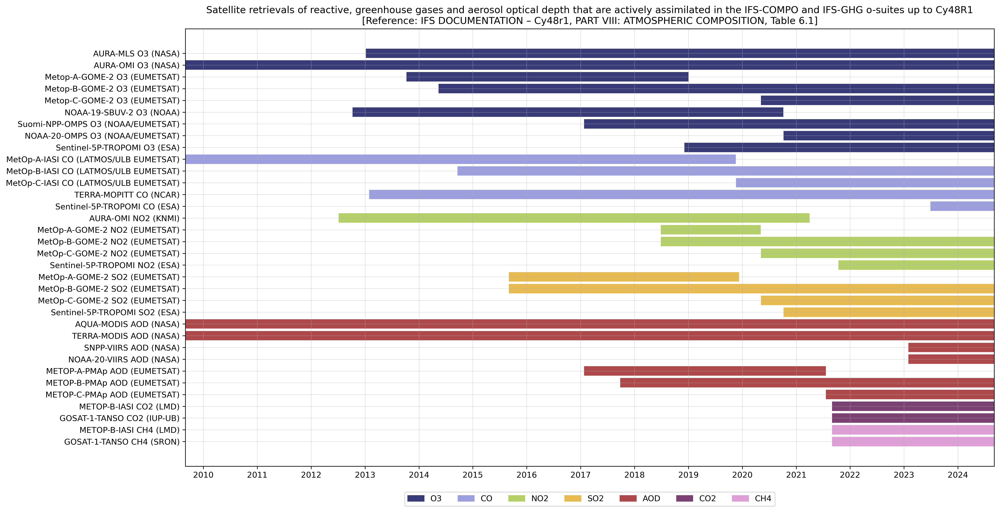 Satellite retrievals of reactive, greenhouse gases and aerosol optical depth that are actively assimilated in the IFS-COMPO and IFS-GHG o-suites up to Cy48R1
[Reference: IFS DOCUMENTATION – Cy48r1, PART VIII: ATMOSPHERIC COMPOSITION, Table 6.1]
AURA-MLS O3 (NASA)
AURA-OMI O3 (NASA)
Metop-A-GOME-2 O3 (EUMETSAT)
Metop-B-GOME-2 O3 (EUMETSAT)
Metop-C-GOME-2 O3 (EUMETSAT)
NOAA-19-SBUV-2 O3 (NOAA)
Suomi-NPP-OMPS O3 (NOAA/EUMETSAT)
NOAA-20-OMPS O3 (NOAA/EUMETSAT)
Sentinel-5P-TROPOMI O3 (ESA)
MetOp-A-IASI CO (LATMOS/ULB EUMETSAT)
MetOp-B-IASI CO (LATMOS/ULB EUMETSAT)
MetOp-C-IASI CO (LATMOS/ULB EUMETSAT)
TERRA-MOPITT CO (NCAR)
Sentinel-5P-TROPOMI CO (ESA)
AURA-OMI NO2 (KNMI)
MetOp-A-GOME-2 NO2 (EUMETSAT)
MetOp-B-GOME-2 NO2 (EUMETSAT)
MetOp-C-GOME-2 NO2 (EUMETSAT)
Sentinel-5P-TROPOMI NO2 (ESA)
MetOp-A-GOME-2 SO2 (EUMETSAT)
MetOp-B-GOME-2 SO2 (EUMETSAT)
MetOp-C-GOME-2 SO2 (EUMETSAT)
Sentinel-5P-TROPOMI SO2 (ESA)
AQUA-MODIS AOD (NASA)
TERRA-MODIS AOD (NASA)
SNPP-VIIRS AOD (NASA)
NOAA-20-VIIRS AOD (NASA)
METOP-A-PMAp AOD (EUMETSAT)
METOP-B-PMAp AOD (EUMETSAT)
METOP-C-PMAp AOD (EUMETSAT)
METOP-B-IASI CO2 (LMD)
GOSAT-1-TANSO CO2 (IUP-UB)
METOP-B-IASI CH4 (LMD)
GOSAT-1-TANSO CH4 (SRON)
2010 2011 2012 2013 2014 2015 2016 2017 2018 2019 2020 2021 2022 2023 2024
O3 CO NO2 SO2 AOD CO2 CH4